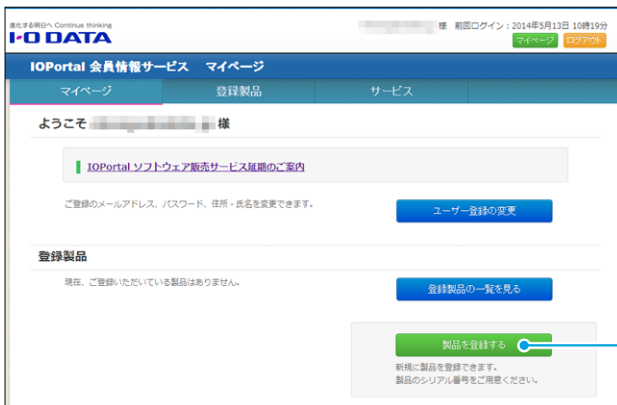 進化する明日へ Continue thinking
I-O DATA
様 前回ログイン：2014年5月13日 10時19分
マイページ ログアウト
IOPortal 会員情報サービス マイページ
マイページ 登録製品 サービス
ようこそ 様
IOPortal ソフトウェア販売サービス延期のご案内
ご登録のメールアドレス、パスワード、住所・氏名を変更できます。
ユーザー登録の変更
登録製品
現在、ご登録いただいている製品はありません。
登録製品の一覧を見る
製品を登録する
新規に製品を登録できます。
製品のシリアル番号をご用意ください。